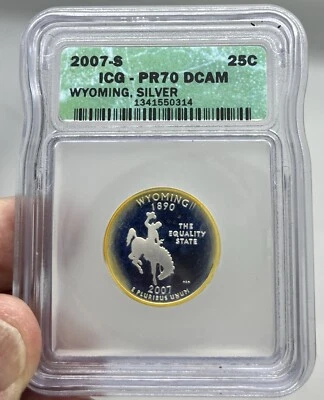 2007-S 25C
ICG - PR70 DCAM
WYOMING, SILVER
1341550314
WYOMING
1890
THE
EQUALITY
STATE
2007
E PLURIBUS UNUM